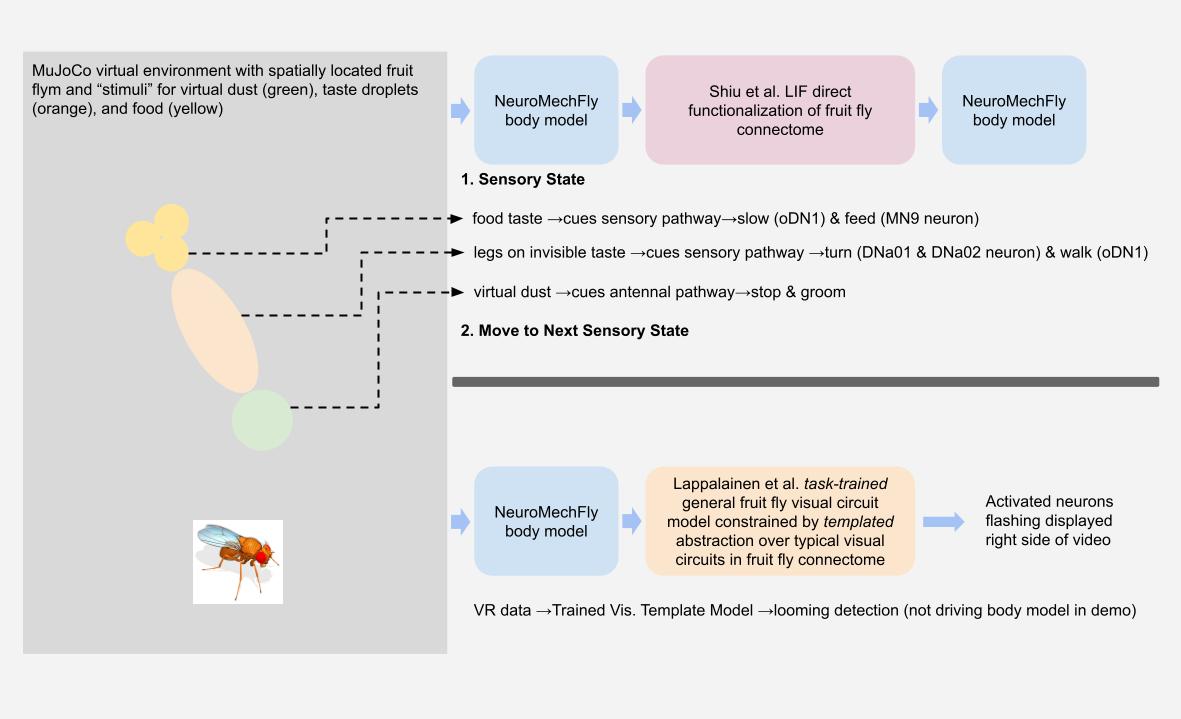 MuJoCo virtual environment with spatially located fruit
flym and “stimuli” for virtual dust (green), taste droplets
(orange), and food (yellow)
NeuroMechFly
body model
Shiu et al. LIF direct
functionalization of fruit fly
connectome
NeuroMechFly
body model
1. Sensory State
food taste →cues sensory pathway→slow (oDN1) & feed (MN9 neuron)
legs on invisible taste →cues sensory pathway →turn (DNa01 & DNa02 neuron) & walk (oDN1)
virtual dust →cues antennal pathway→stop & groom
2. Move to Next Sensory State
NeuroMechFly
body model
Lappalainen et al. task-trained
general fruit fly visual circuit
model constrained by templated
abstraction over typical visual
circuits in fruit fly connectome
Activated neurons
flashing displayed
right side of video
VR data →Trained Vis. Template Model →looming detection (not driving body model in demo)